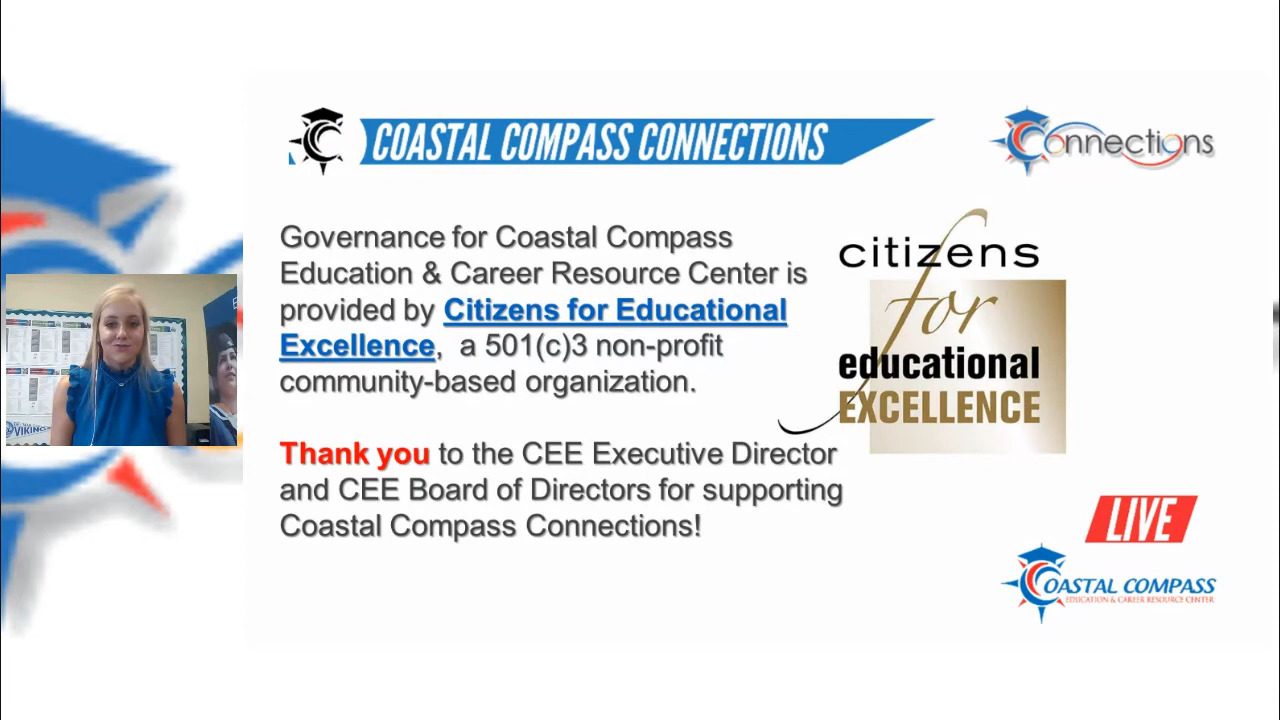 COASTAL COMPASS CONNECTIONS
Connections
Governance for Coastal Compass
Education & Career Resource Center is
provided by Citizens for Educational
Excellence,  a 501(c)3 non-profit
community-based organization.
Thank you to the CEE Executive Director
and CEE Board of Directors for supporting
Coastal Compass Connections!
citizens
for
educational
EXCELLENCE
VIKINGS
LIVE
COASTAL COMPASS
EDUCATION & CAREER RESOURCE CENTER